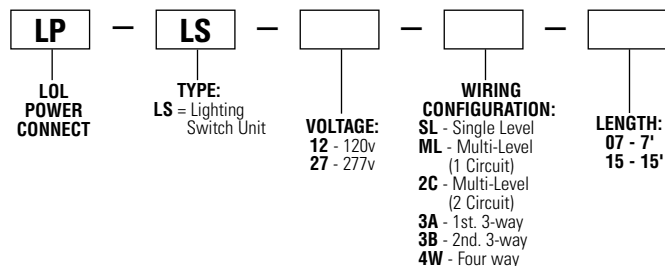 LP – LS – – –
LOL
POWER
CONNECT
TYPE:
LS = Lighting
Switch Unit
VOLTAGE:
12 - 120v
27 - 277v
WIRING
CONFIGURATION:
SL - Single Level
ML - Multi-Level
(1 Circuit)
2C - Multi-Level
(2 Circuit)
3A - 1st. 3-way
3B - 2nd. 3-way
4W - Four way
LENGTH:
07 - 7'
15 - 15'